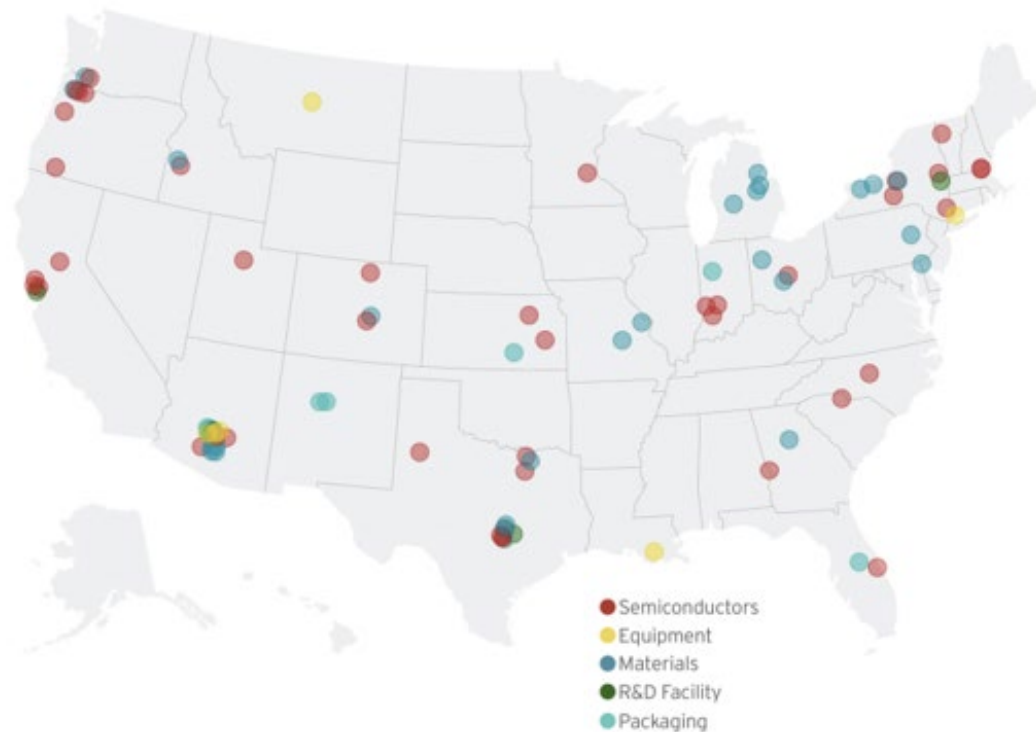 Semiconductors
Equipment
Materials
R&D Facility
Packaging